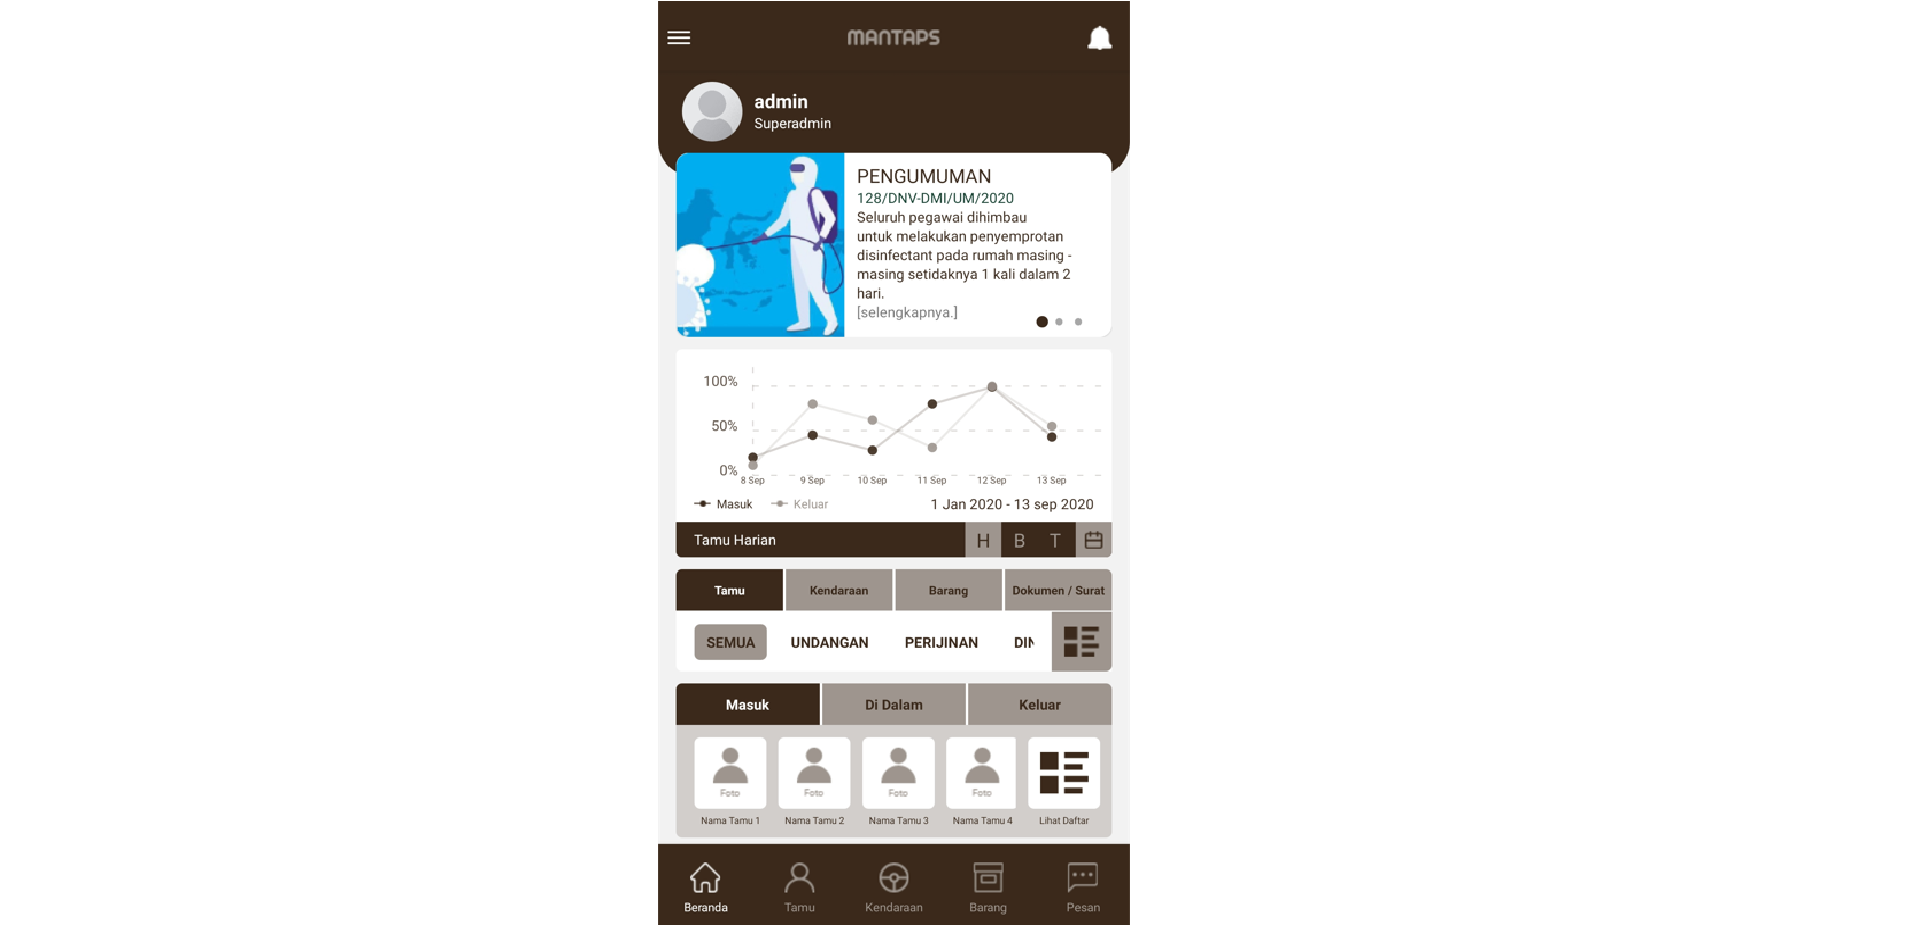 MANTAPS
admin
Superadmin
PENGUMUMAN
128/DNV-DMI/UM/2020
Seluruh pegawai dihimbau
untuk melakukan penyemprotan
disinfectant pada rumah masing -
masing setidaknya 1 kali dalam 2
hari.
[selengkapnya.]
100%
50%
0%
8 Sep 9 Sep 10 Sep 11 Sep 12 Sep 13 Sep
Masuk Keluar 1 Jan 2020 - 13 sep 2020
Tamu Harian H B T
Tamu Kendaraan Barang Dokumen / Surat
SEMUA UNDANGAN PERIJINAN DIN
Masuk Di Dalam Keluar
Foto Foto Foto Foto
Nama Tamu 1 Nama Tamu 2 Nama Tamu 3 Nama Tamu 4 Lihat Daftar
Beranda Tamu Kendaraan Barang Pesan